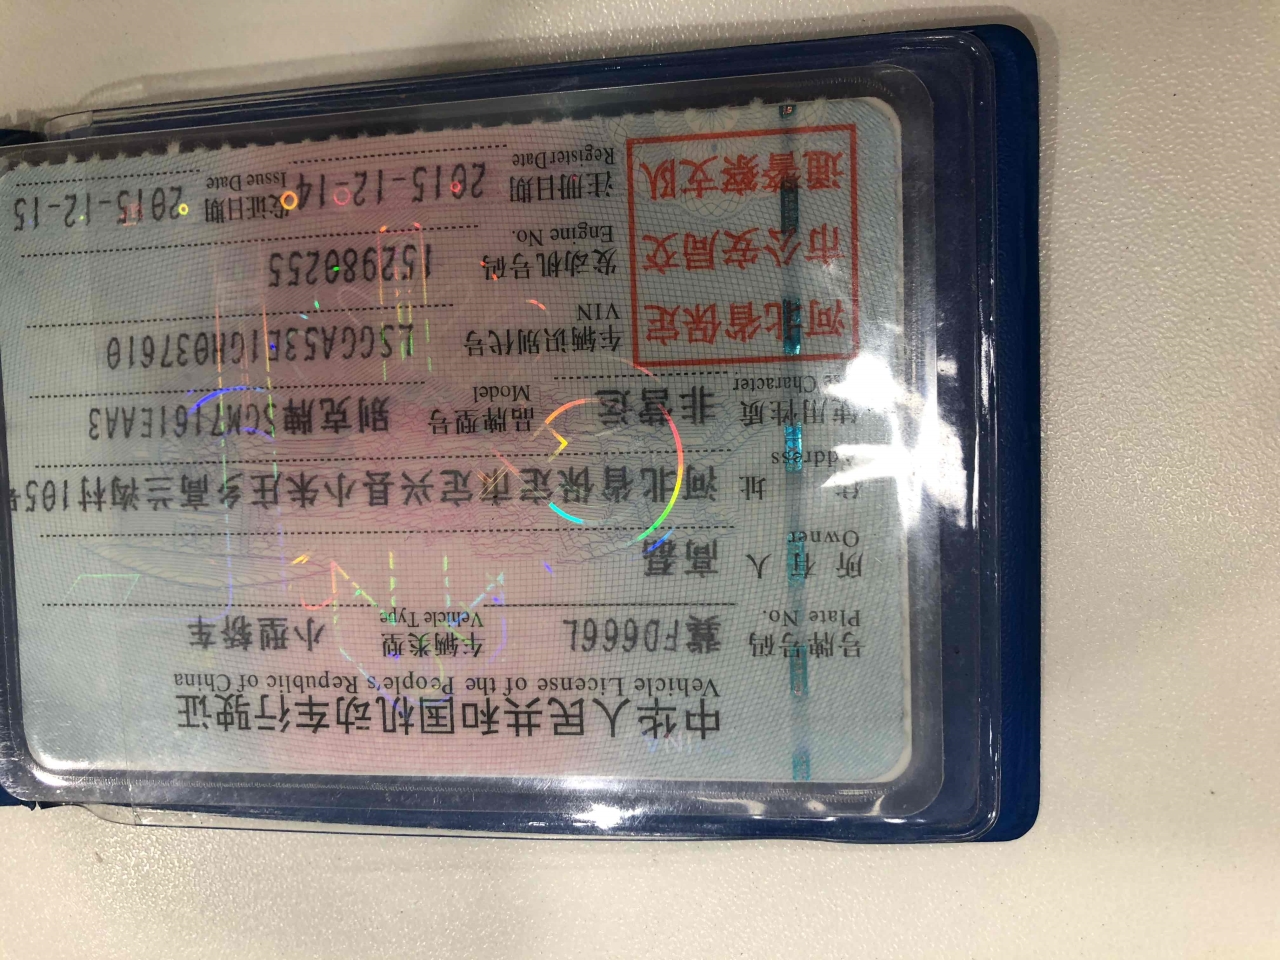 中华人民共和国机动车行驶证
Vehicle License of the People's Republic of China
号牌号码 冀FD666L 车辆类型 小型轿车
Plate No. Vehicle Type
所有人 高磊
Owner
住址 河北省保定市定兴县小朱庄乡高兰沟村105号
Address
使用性质 非营运 品牌型号 别克牌SGM7161EAA3
Use Character Model
河北省保定
市公安局交
通警察支队
车辆识别代号 LSGGA53E1GH037610
VIN
发动机号码 152980255
Engine No.
注册日期 2015-12-14 发证日期 2015-12-15
Register Date Issue Date